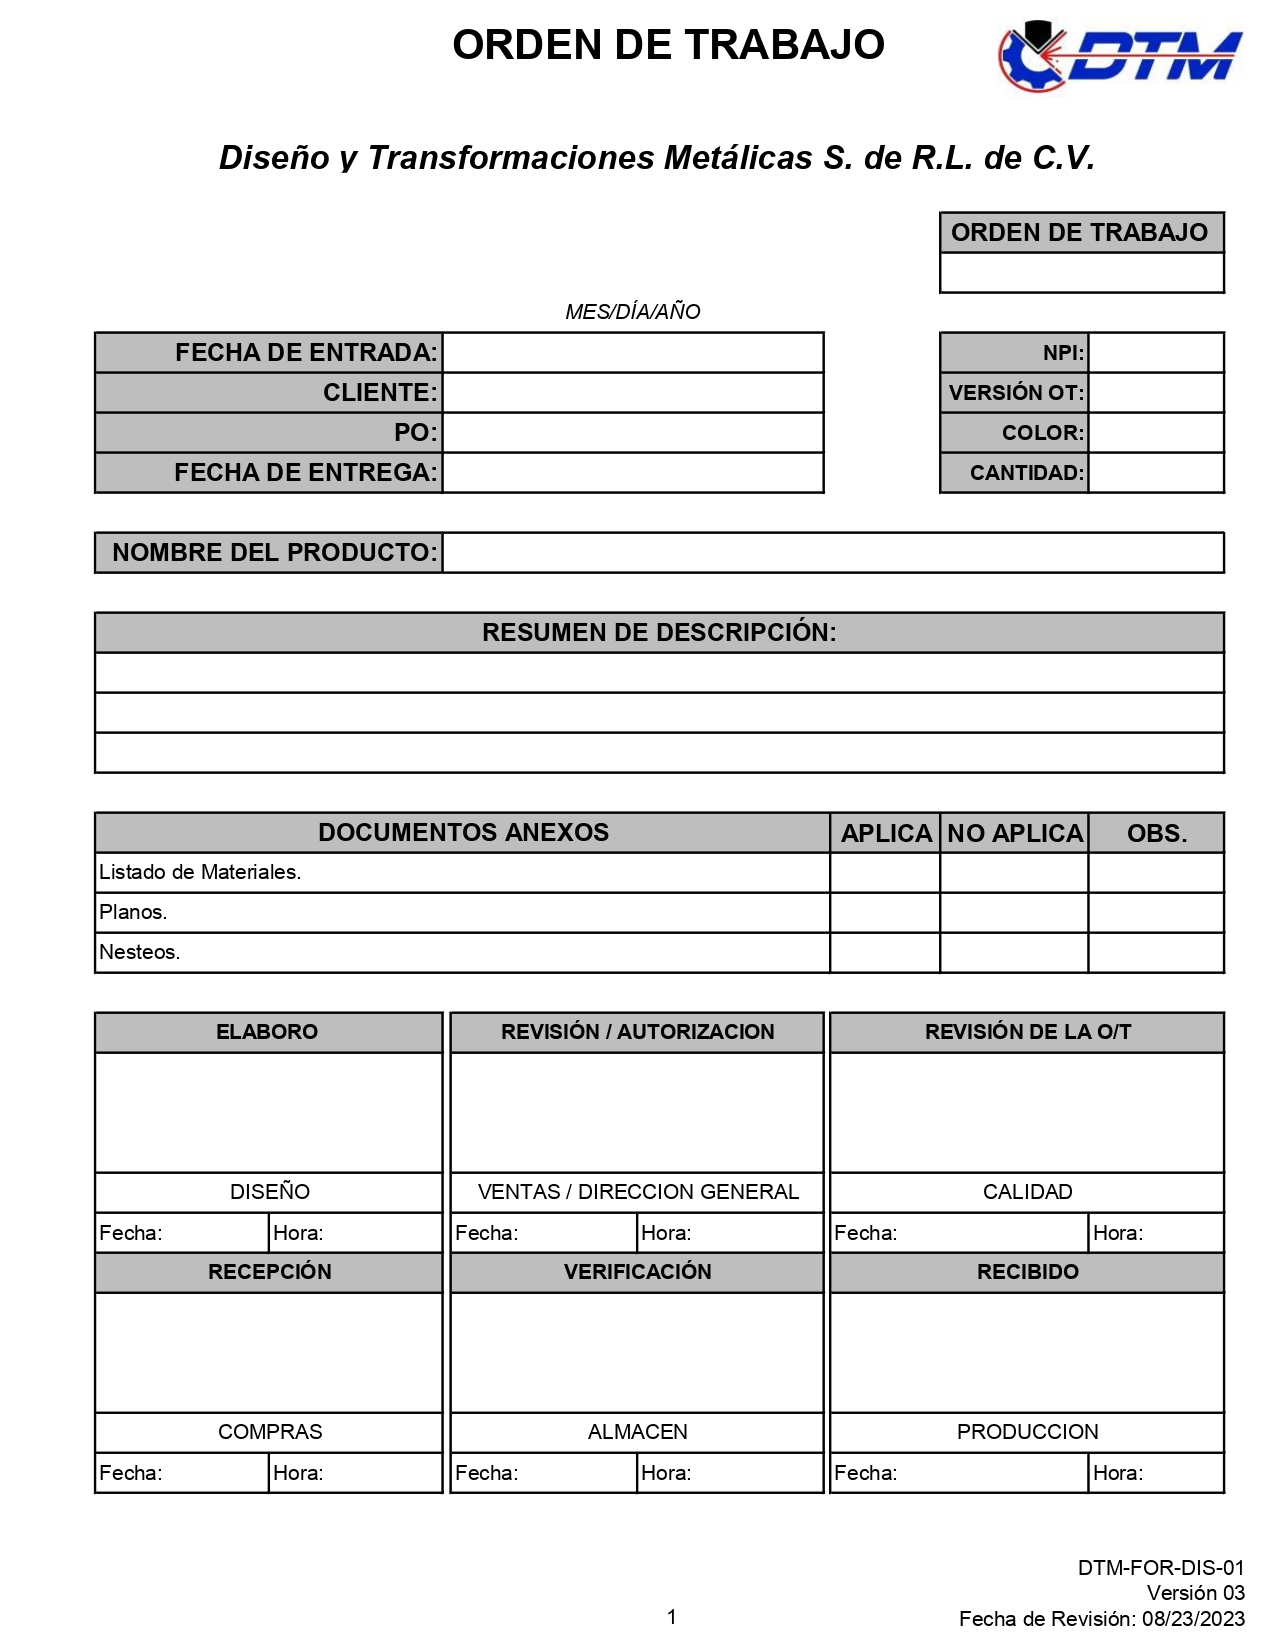 ORDEN DE TRABAJO
DTM
Diseño y Transformaciones Metálicas S. de R.L. de C.V.
ORDEN DE TRABAJO
MES/DÍA/AÑO
FECHA DE ENTRADA:
NPI:
CLIENTE:
VERSIÓN OT:
PO:
COLOR:
FECHA DE ENTREGA:
CANTIDAD:
NOMBRE DEL PRODUCTO:
RESUMEN DE DESCRIPCIÓN:
DOCUMENTOS ANEXOS APLICA NO APLICA OBS.
Listado de Materiales.
Planos.
Nesteos.
ELABORO REVISIÓN / AUTORIZACION REVISIÓN DE LA O/T
DISEÑO VENTAS / DIRECCION GENERAL CALIDAD
Fecha: Hora: Fecha: Hora: Fecha: Hora:
RECEPCIÓN VERIFICACIÓN RECIBIDO
COMPRAS ALMACEN PRODUCCION
Fecha: Hora: Fecha: Hora: Fecha: Hora:
DTM-FOR-DIS-01
Versión 03
1
Fecha de Revisión: 08/23/2023